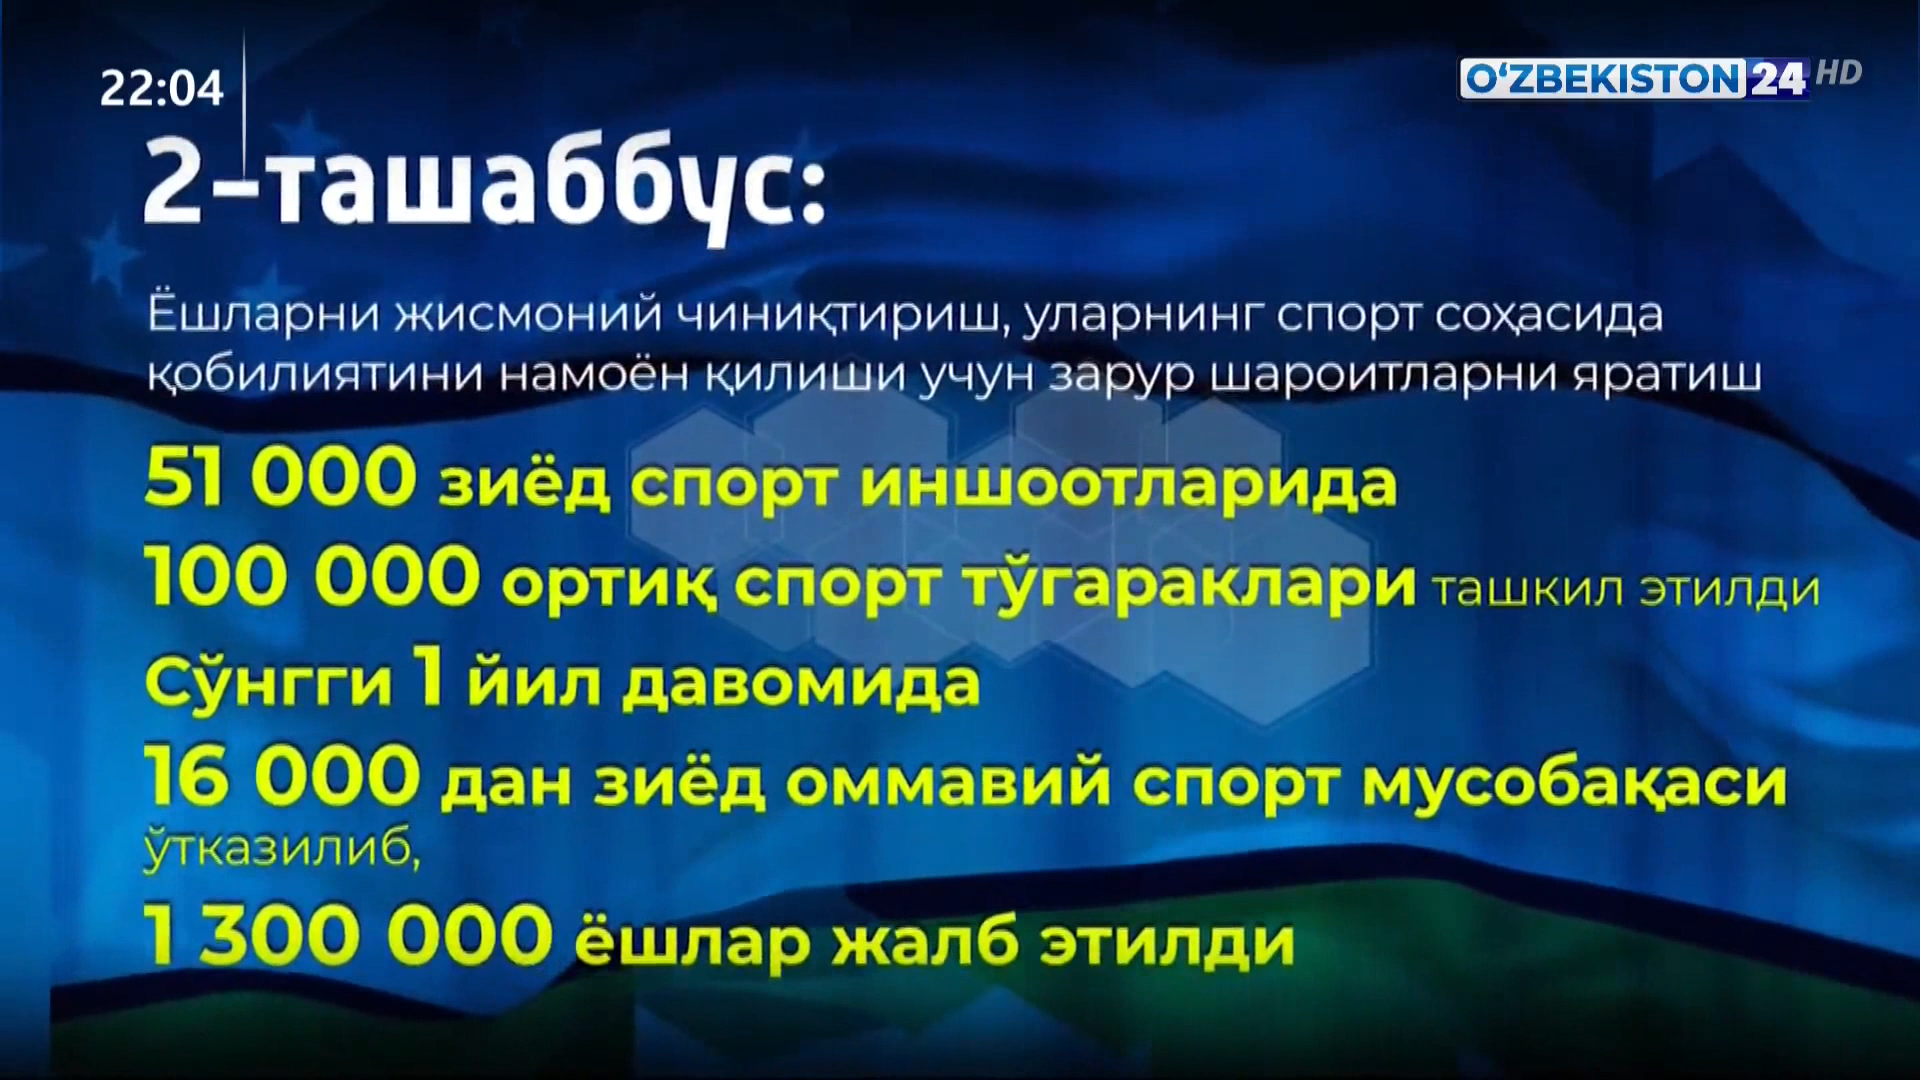 22:04
O‘ZBEKISTON 24 HD
2-ташаббус:
Ёшларни жисмоний чиниқтириш, уларнинг спорт соҳасида
қобилиятини намоён қилиши учун зарур шароитларни яратиш
51 000 зиёд спорт иншоотларида
100 000 ортиқ спорт тўгараклари ташкил этилди
Сўнгги 1 йил давомида
16 000 дан зиёд оммавий спорт мусобақаси
ўтказилиб,
1 300 000 ёшлар жалб этилди